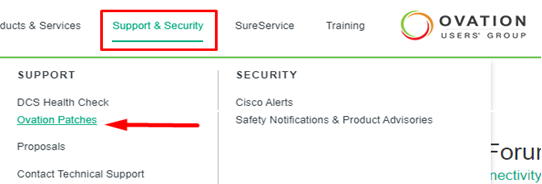 ducts & Services Support & Security SureService Training OVATION
USERS' GROUP
SUPPORT SECURITY
DCS Health Check Cisco Alerts
Ovation Patches Safety Notifications & Product Advisories
Proposals Forum
Contact Technical Support nectivity